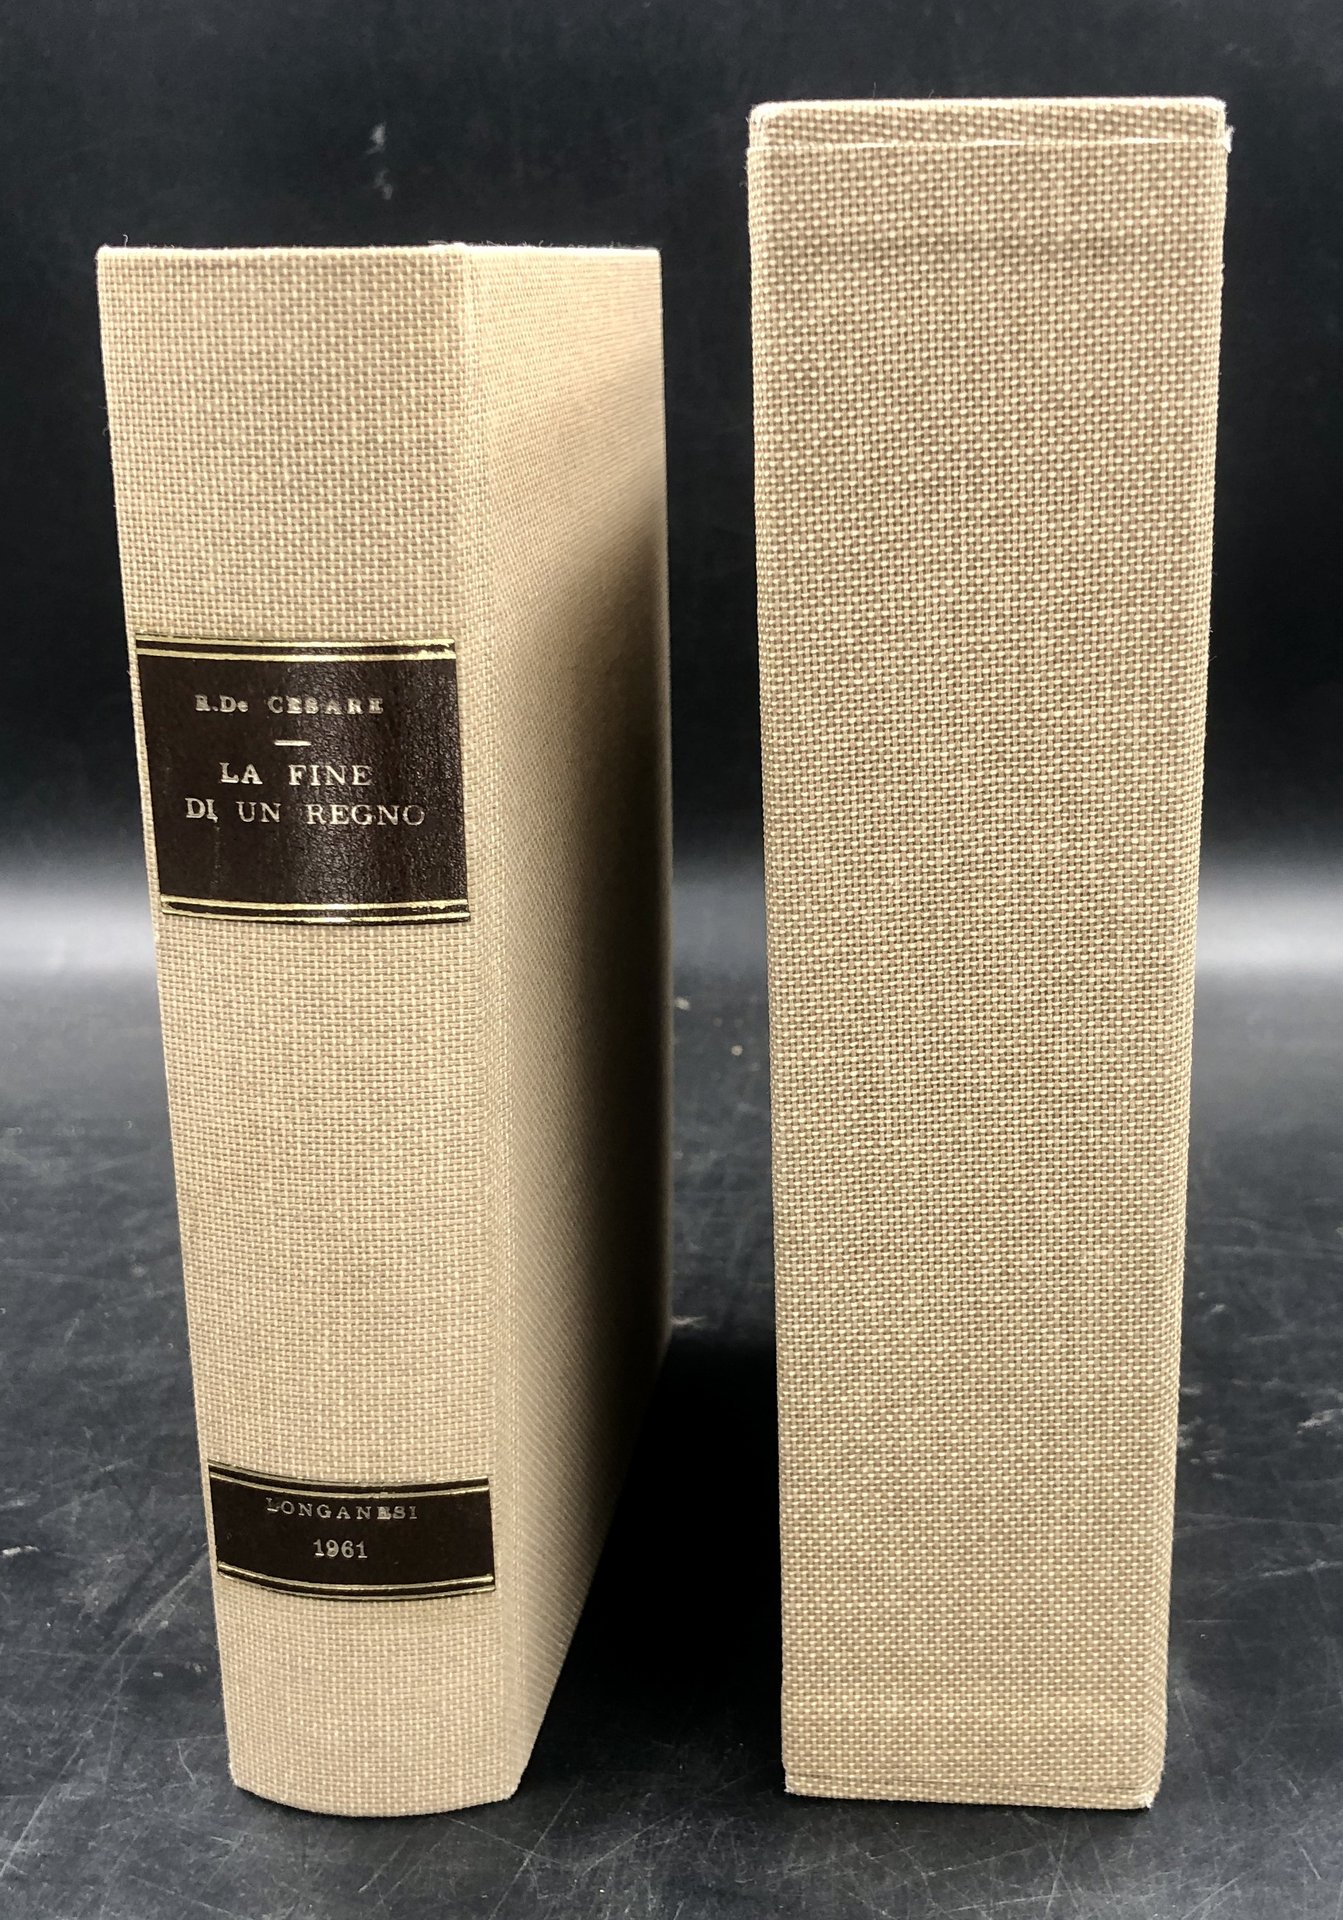 R.De CESARE
LA FINE
DI UN REGNO
LONGANESI
1961